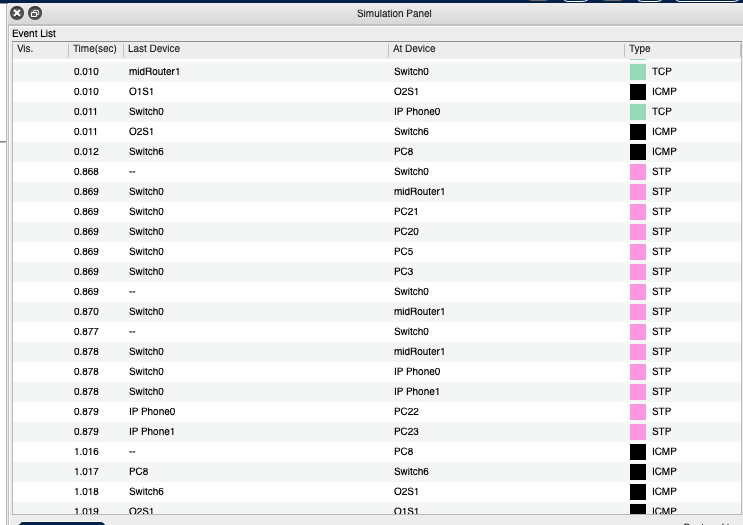 Simulation Panel
Event List
Vis. Time(sec) Last Device At Device Type
0.010 midRouter1 Switch0 TCP
0.010 O1S1 O2S1 ICMP
0.011 Switch0 IP Phone0 TCP
0.011 O2S1 Switch6 ICMP
0.012 Switch6 PC8 ICMP
0.868 -- Switch0 STP
0.869 Switch0 midRouter1 STP
0.869 Switch0 PC21 STP
0.869 Switch0 PC20 STP
0.869 Switch0 PC5 STP
0.869 Switch0 PC3 STP
0.869 -- Switch0 STP
0.870 Switch0 midRouter1 STP
0.877 -- Switch0 STP
0.878 Switch0 midRouter1 STP
0.878 Switch0 IP Phone0 STP
0.878 Switch0 IP Phone1 STP
0.879 IP Phone0 PC22 STP
0.879 IP Phone1 PC23 STP
1.016 -- PC8 ICMP
1.017 PC8 Switch6 ICMP
1.018 Switch6 O2S1 ICMP
1.019 O2S1 O1S1 ICMP